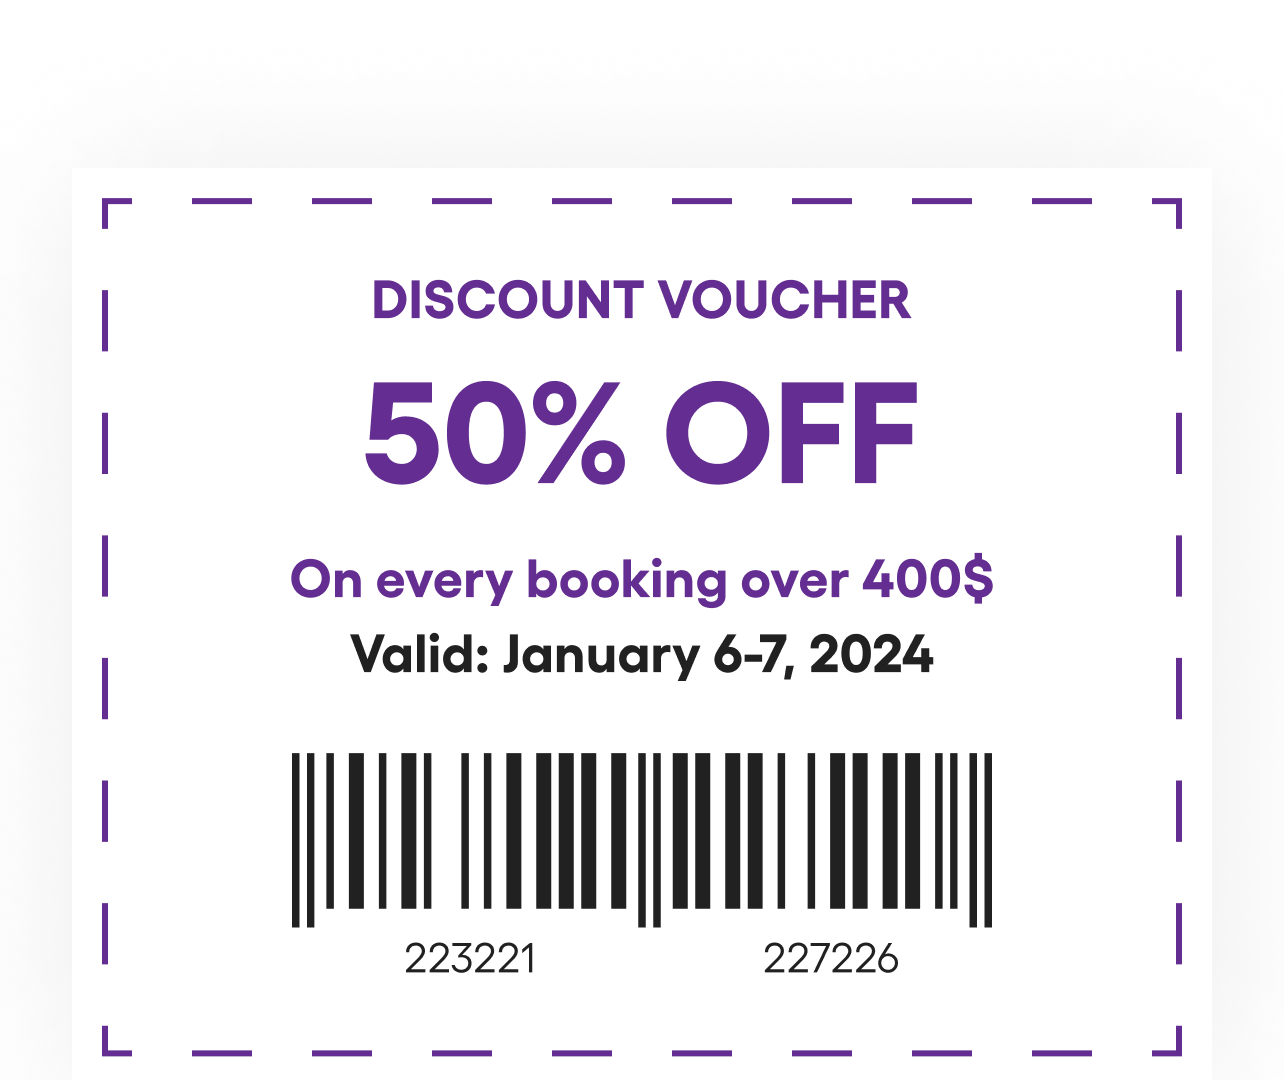 DISCOUNT VOUCHER
50% OFF
On every booking over 400$
Valid: January 6-7, 2024
223221 227226